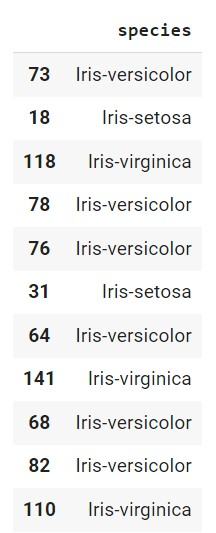 species
73 Iris-versicolor
18 Iris-setosa
118 Iris-virginica
78 Iris-versicolor
76 Iris-versicolor
31 Iris-setosa
64 Iris-versicolor
141 Iris-virginica
68 Iris-versicolor
82 Iris-versicolor
110 Iris-virginica